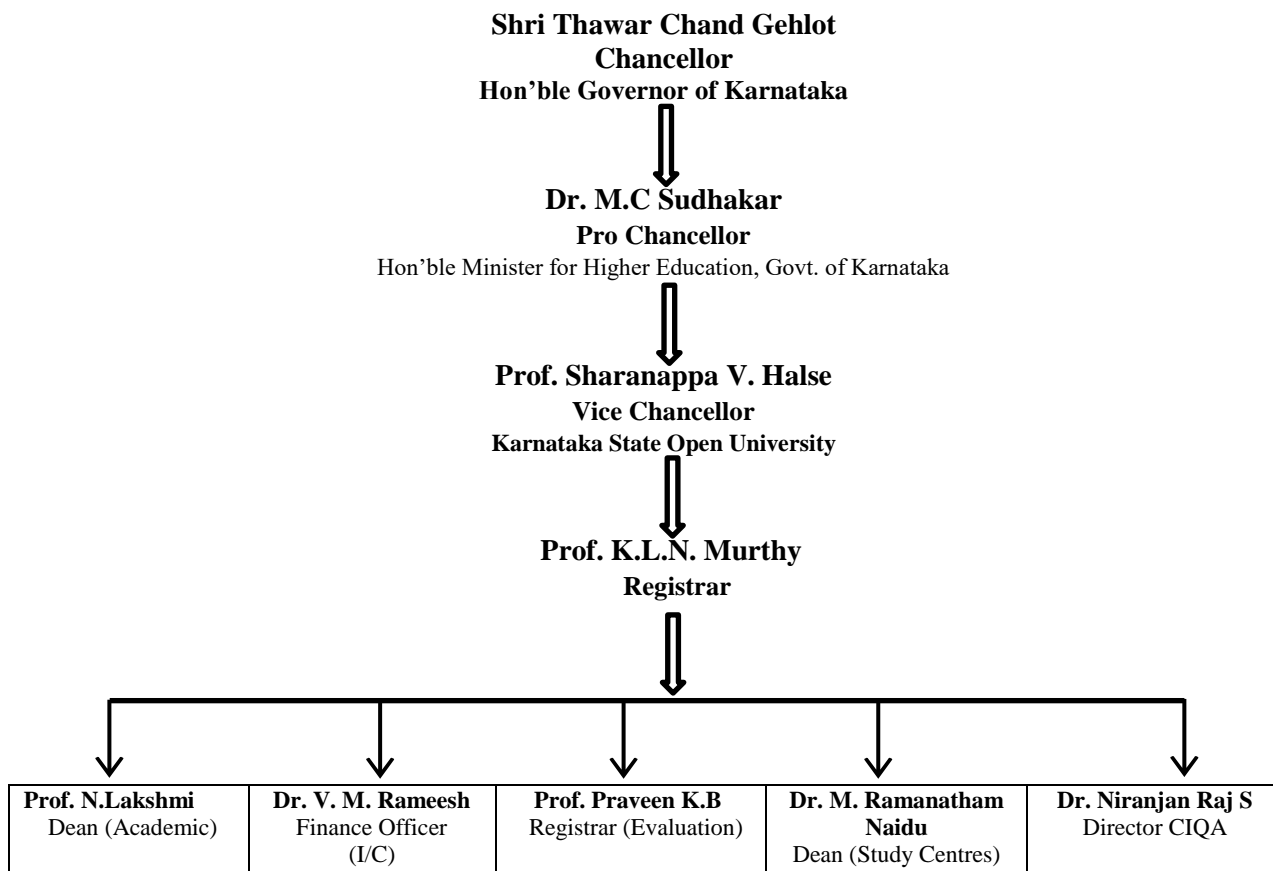 Shri Thawar Chand Gehlot
Chancellor
Hon’ble Governor of Karnataka
Dr. M.C Sudhakar
Pro Chancellor
Hon’ble Minister for Higher Education, Govt. of Karnataka
Prof. Sharanappa V. Halse
Vice Chancellor
Karnataka State Open University
Prof. K.L.N. Murthy
Registrar
Prof. N.Lakshmi
Dean (Academic)
Dr. V. M. Rameesh
Finance Officer
(I/C)
Prof. Praveen K.B
Registrar (Evaluation)
Dr. M. Ramanatham
Naidu
Dean (Study Centres)
Dr. Niranjan Raj S
Director CIQA